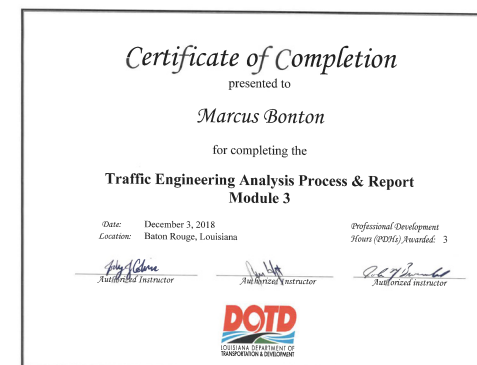 Certificate of Completion
presented to
Marcus Bonton
for completing the
Traffic Engineering Analysis Process & Report
Module 3
Date: December 3, 2018
Location: Baton Rouge, Louisiana
Professional Development
Hours (PDHs) Awarded: 3
Authorized Instructor
Authorized Instructor
Authorized instructor
DOTD
LOUISIANA DEPARTMENT OF
TRANSPORTATION & DEVELOPMENT